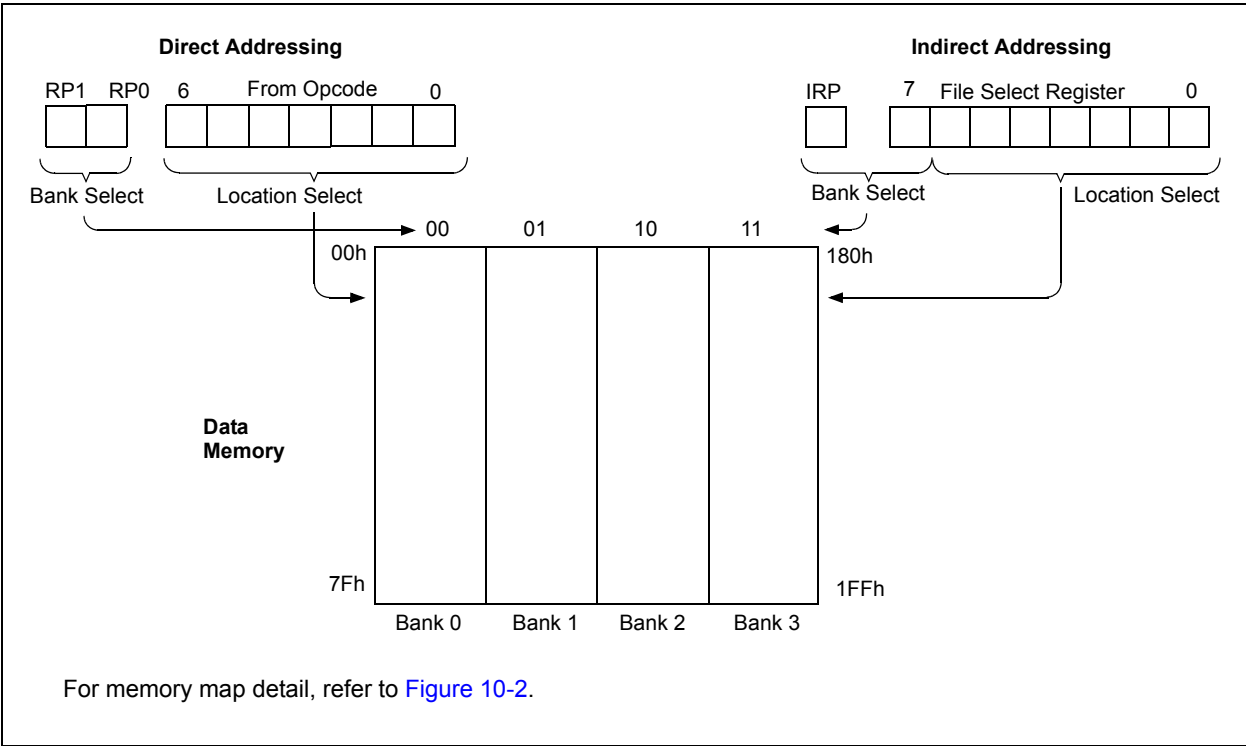 Direct Addressing
Indirect Addressing
RP1 RP0 6 From Opcode 0
IRP 7 File Select Register 0
Bank Select Location Select
Bank Select Location Select
00 01 10 11
00h
180h
Data
Memory
7Fh
1FFh
Bank 0 Bank 1 Bank 2 Bank 3
For memory map detail, refer to Figure 10-2.